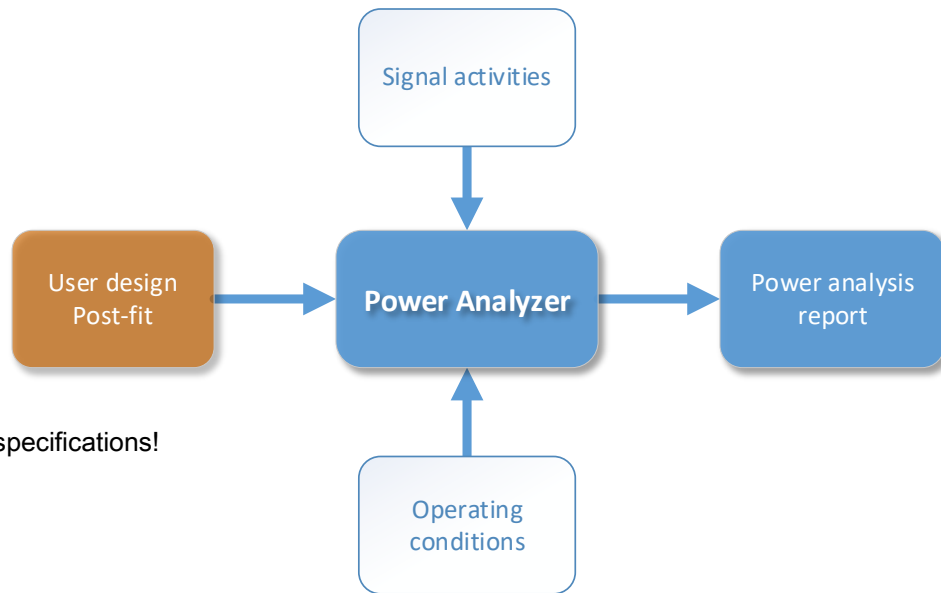 Signal activities
User design
Post-fit
Power Analyzer
Power analysis
report
specifications!
Operating
conditions